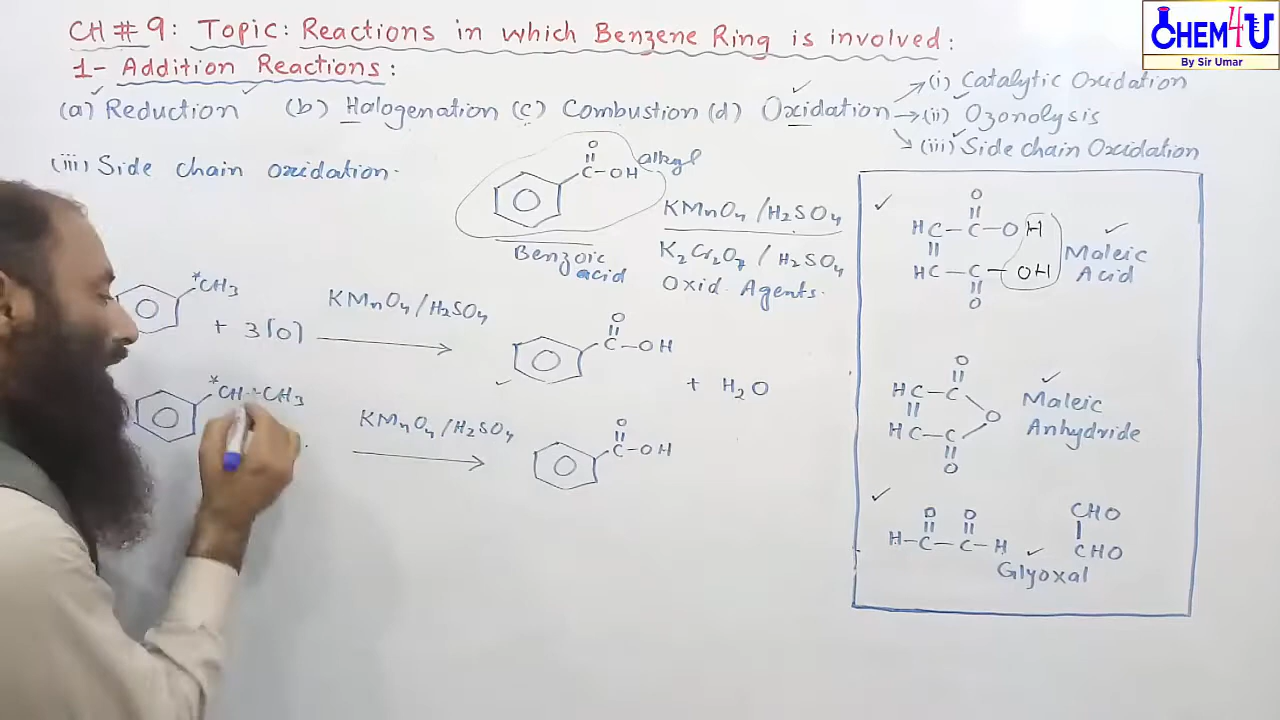 CH # 9: Topic: Reactions in which Benzene Ring is involved:
CHEM4U
By Sir Umar
1- Addition Reactions:
(a) Reduction (b) Halogenation (c) Combustion (d) Oxidation → (i) Catalytic Oxidation
→ (ii) Ozonolysis
→ (iii) Side chain Oxidation
(iii) Side chain oxidation.
O
C-OH
alkyl
Benzoic acid
KMnO4/H2SO4
K2Cr2O7/H2SO4
Oxid. Agents.
*CH3
+ 3[O]
KMnO4/H2SO4
O
C-OH
+ H2O
*CH2-CH3
KMnO4/H2SO4
O
C-OH
O
HC-C-OH
HC-C-OH
O
Maleic Acid
O
HC-C
O
HC-C
O
Maleic Anhydride
O O
H-C-C-H
Glyoxal
CHO
CHO